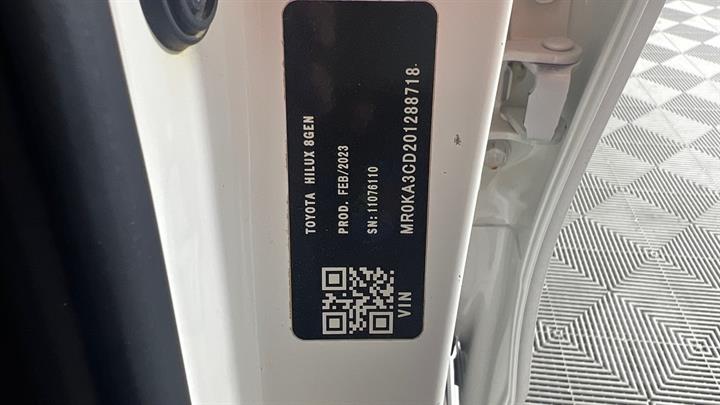 TOYOTA HILUX 8GEN
PROD. FEB/2023
SN:11076110
VIN MR0KA3CD201288718